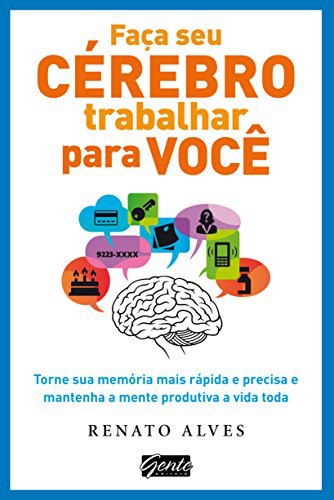 Faça seu
CÉREBRO
trabalhar
para VOCÊ
9223-XXXX
?
Torne sua memória mais rápida e precisa e
mantenha a mente produtiva a vida toda
RENATO ALVES
Gente
editora